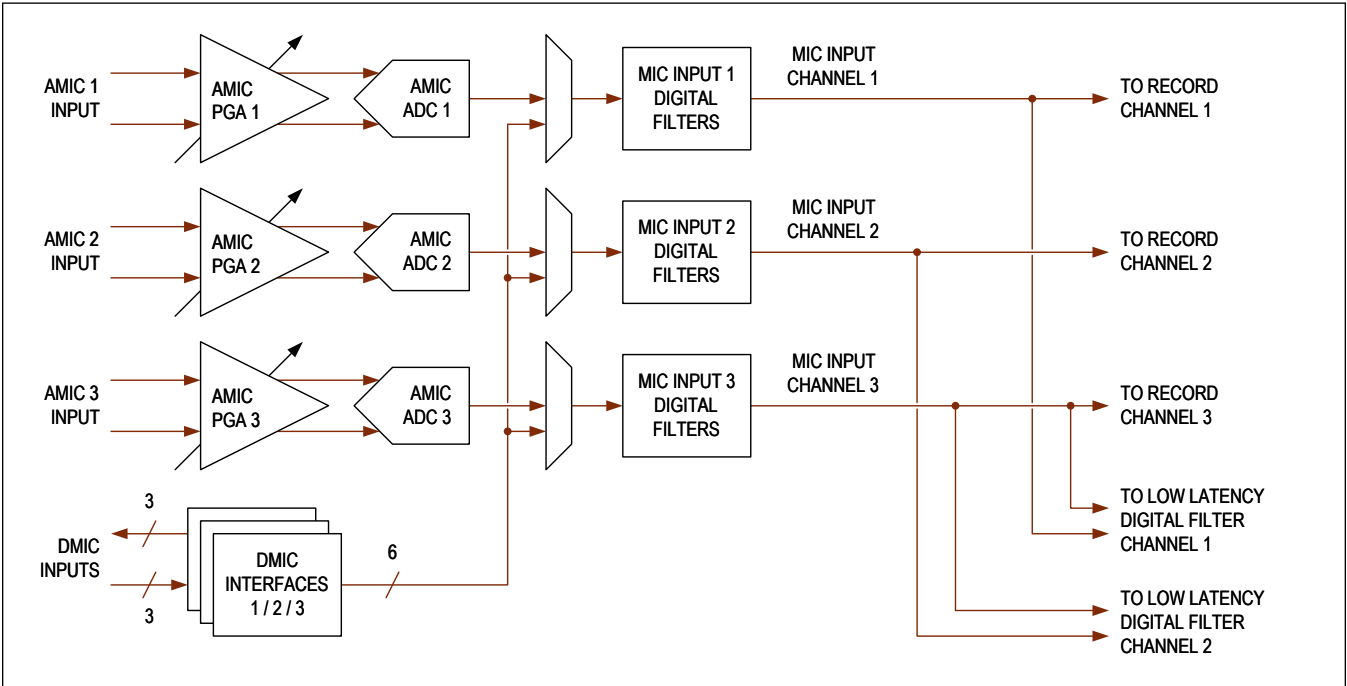 AMIC 1
INPUT
AMIC
PGA 1
AMIC
ADC 1
MIC INPUT 1
DIGITAL
FILTERS
MIC INPUT
CHANNEL 1
TO RECORD
CHANNEL 1
AMIC 2
INPUT
AMIC
PGA 2
AMIC
ADC 2
MIC INPUT 2
DIGITAL
FILTERS
MIC INPUT
CHANNEL 2
TO RECORD
CHANNEL 2
AMIC 3
INPUT
AMIC
PGA 3
AMIC
ADC 3
MIC INPUT 3
DIGITAL
FILTERS
MIC INPUT
CHANNEL 3
TO RECORD
CHANNEL 3
DMIC
INPUTS
3
3
DMIC
INTERFACES
1 / 2 / 3
6
TO LOW LATENCY
DIGITAL FILTER
CHANNEL 1
TO LOW LATENCY
DIGITAL FILTER
CHANNEL 2